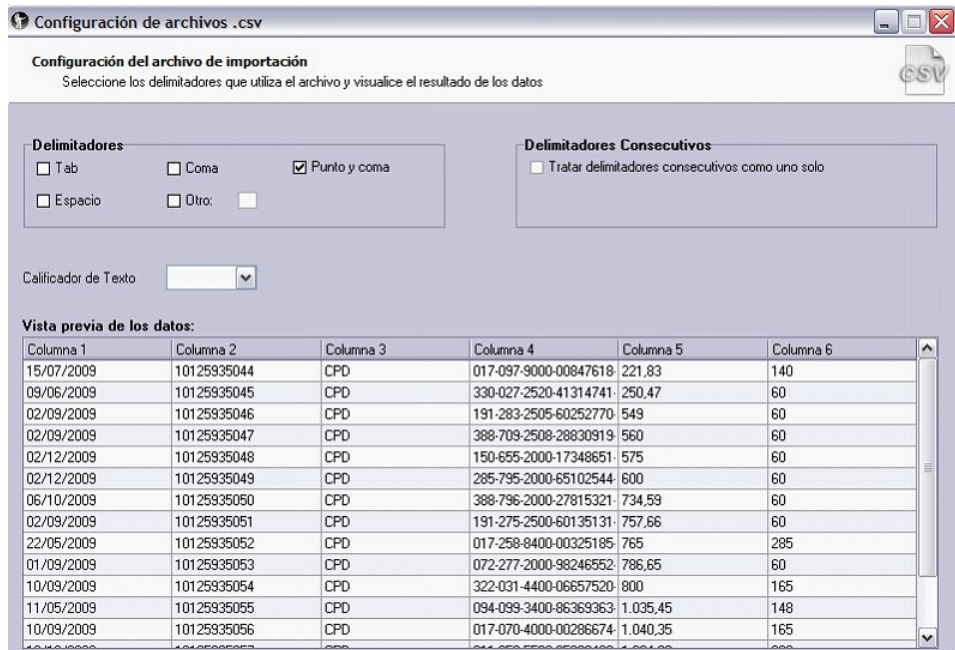 Configuración de archivos .csv
Configuración del archivo de importación
Seleccione los delimitadores que utiliza el archivo y visualice el resultado de los datos
CSV
Delimitadores
Delimitadores Consecutivos
Tab Coma Punto y coma
Tratar delimitadores consecutivos como uno solo
Espacio Otro:
Calificador de Texto
Vista previa de los datos:
Columna 1 Columna 2 Columna 3 Columna 4 Columna 5 Columna 6
15/07/2009 10125935044 CPD 017-097-9000-00847618- 221,83 140
09/06/2009 10125935045 CPD 330-027-2520-41314741- 250,47 60
02/09/2009 10125935046 CPD 191-283-2505-60252770- 549 60
02/09/2009 10125935047 CPD 388-709-2508-28830919- 560 60
02/12/2009 10125935048 CPD 150-655-2000-17348651- 575 60
02/12/2009 10125935049 CPD 285-795-2000-65102544- 600 60
06/10/2009 10125935050 CPD 388-796-2000-27815321- 734,59 60
02/09/2009 10125935051 CPD 191-275-2500-60135131- 757,66 60
22/05/2009 10125935052 CPD 017-258-8400-00325185- 765 285
01/09/2009 10125935053 CPD 072-277-2000-98246552- 786,65 60
10/09/2009 10125935054 CPD 322-031-4400-06657520- 800 165
11/05/2009 10125935055 CPD 094-099-3400-86369363- 1.035,45 148
10/09/2009 10125935056 CPD 017-070-4000-00286674- 1.040,35 165